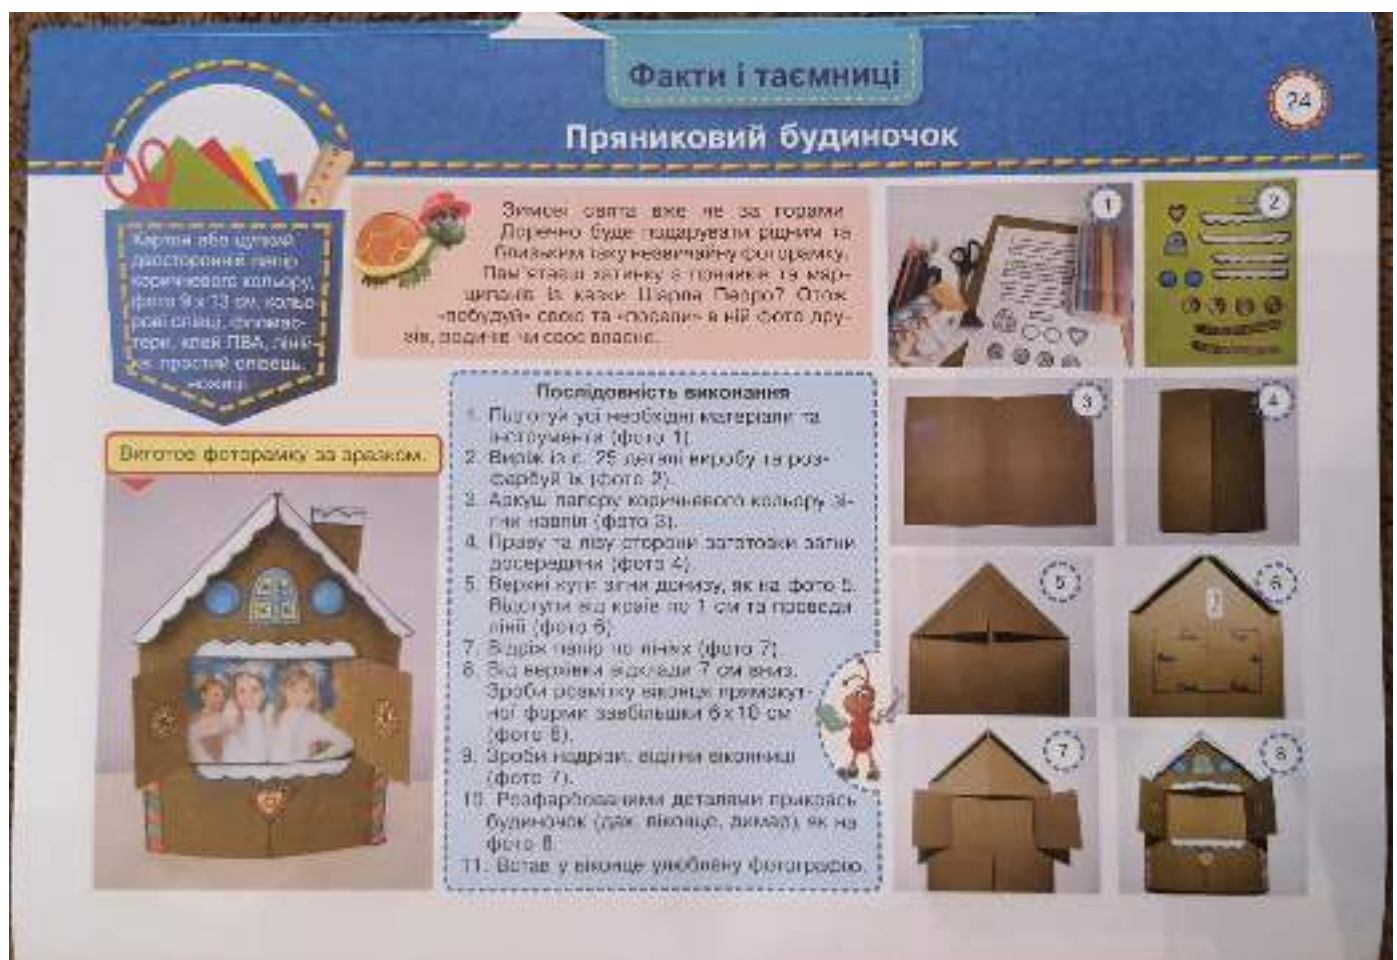 Факти і таємниці
24
Пряниковий будиночок
Картон або цупкий
двосторонній папір
коричневого кольору,
фото 9 х 13 см, кольо-
рові олівці, фломас-
тери, клей ПВА, ліній-
ка, простий олівець,
ножиці.
Зимові свята вже не за горами.
Доречно буде подарувати рідним та
близьким таку незвичайну фоторамку.
Пам'ятаєш хатинку з пряників та мар-
ципанів із казки Шарля Перро? Отож
«побудуй» свою та «посели» в ній фото дру-
зів, родичів чи своє власне.
Виготов фоторамку за зразком.
Послідовність виконання
1. Підготуй усі необхідні матеріали та
інструменти (фото 1).
2. Виріж із с. 25 деталі виробу та роз-
фарбуй їх (фото 2).
3. Аркуш паперу коричневого кольору зі-
гни навпіл (фото 3).
4. Праву та ліву сторони заготовки загни
досередини (фото 4).
5. Верхні кути зігни донизу, як на фото 5.
Відступи від країв по 1 см та проведи
лінії (фото 6).
7. Відріж папір по лініях (фото 7).
8. Від верхівки відклади 7 см вниз.
Зроби розмітку віконця прямокут-
ної форми завбільшки 6 х 10 см
(фото 6).
9. Зроби надрізи, відігни віконниці
(фото 7).
10. Розфарбованими деталями прикрась
будиночок (дах, віконце, димар), як на
фото 8.
11. Встав у віконце улюблену фотографію.
1
2
3
4
5
6
7
8